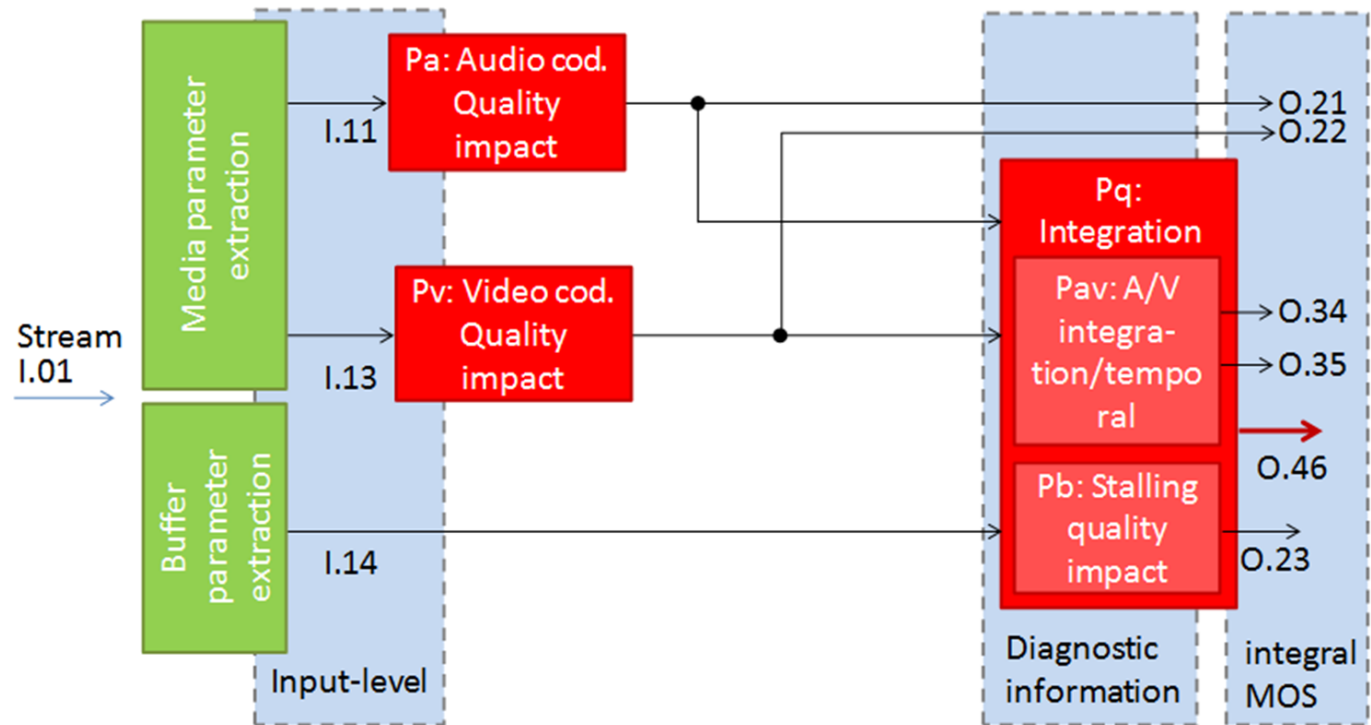 Stream
I.01
Media parameter
extraction
Buffer
parameter
extraction
I.11
I.13
I.14
Input-level
Pa: Audio cod.
Quality
impact
Pv: Video cod.
Quality
impact
Pq:
Integration
Pav: A/V
integra-
tion/tempo
ral
Pb: Stalling
quality
impact
Diagnostic
information
O.21
O.22
O.34
O.35
O.46
O.23
integral
MOS